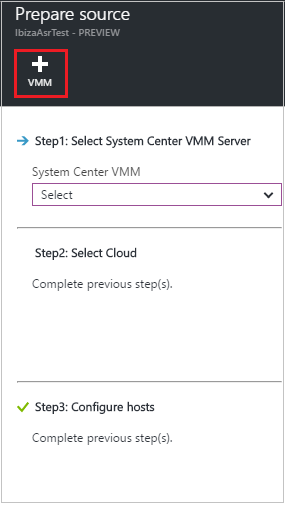 Prepare source
IbizaAsrTest - PREVIEW
VMM
Step1: Select System Center VMM Server
System Center VMM
Select
Step2: Select Cloud
Complete previous step(s).
Step3: Configure hosts
Complete previous step(s).